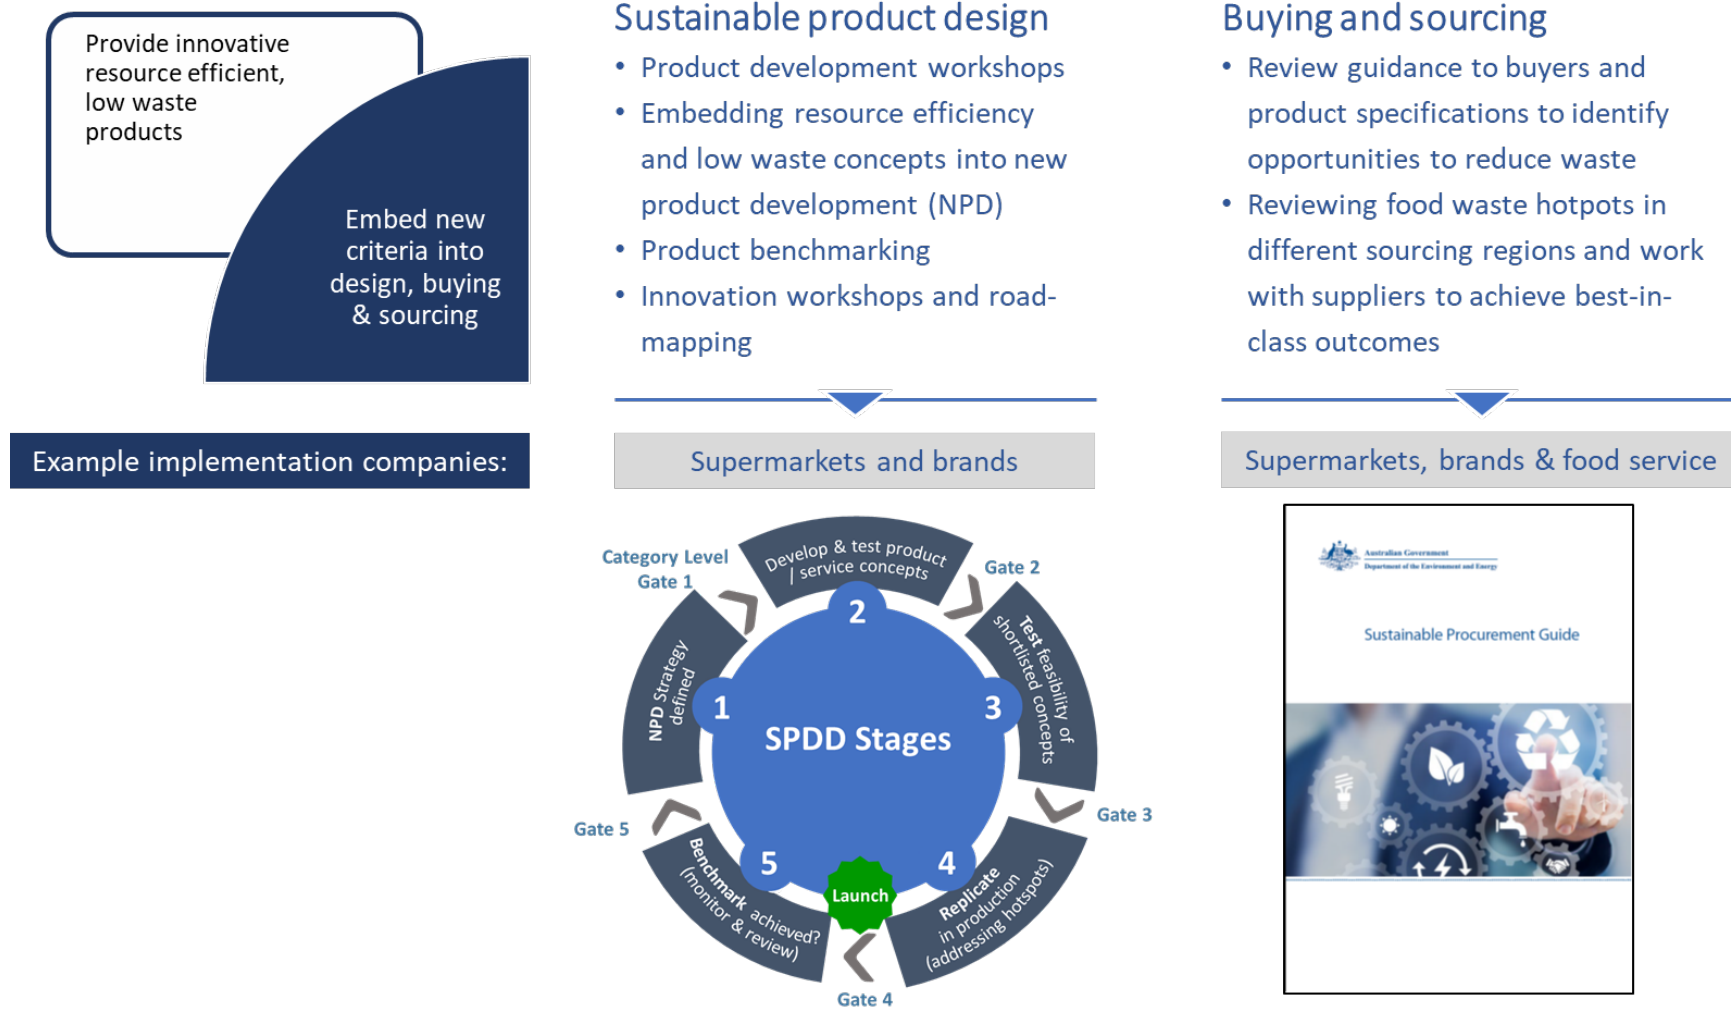 Provide innovative
resource efficient,
low waste
products
Embed new
criteria into
design, buying
& sourcing
Example implementation companies:
Sustainable product design
• Product development workshops
• Embedding resource efficiency
and low waste concepts into new
product development (NPD)
• Product benchmarking
• Innovation workshops and road-
mapping
Supermarkets and brands
Buying and sourcing
• Review guidance to buyers and
product specifications to identify
opportunities to reduce waste
• Reviewing food waste hotpots in
different sourcing regions and work
with suppliers to achieve best-in-
class outcomes
Supermarkets, brands & food service
Category Level
Gate 1
Develop & test product
/ service concepts
Gate 2
2
NPD Strategy
defined
1
Test feasibility of
shortlisted concepts
3
SPDD Stages
Gate 3
Gate 5
Benchmark achieved?
(monitor & review)
5
Launch
4
Replicate
in production
(addressing hotspots)
Gate 4
Australian Government
Department of the Environment and Energy
Sustainable Procurement Guide